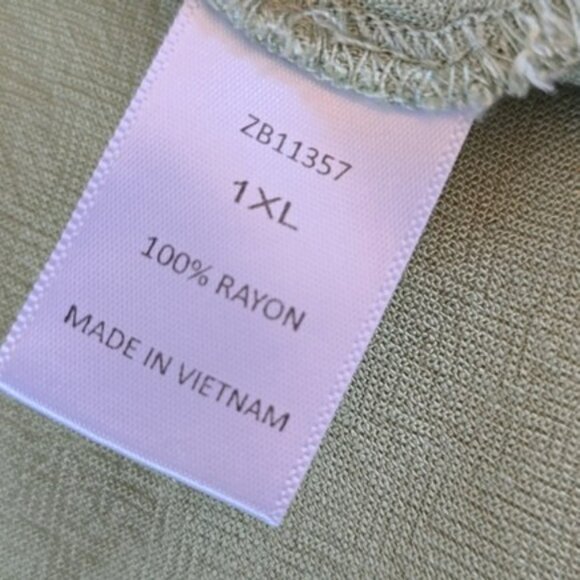 ZB11357
1XL
100% RAYON
MADE IN VIETNAM